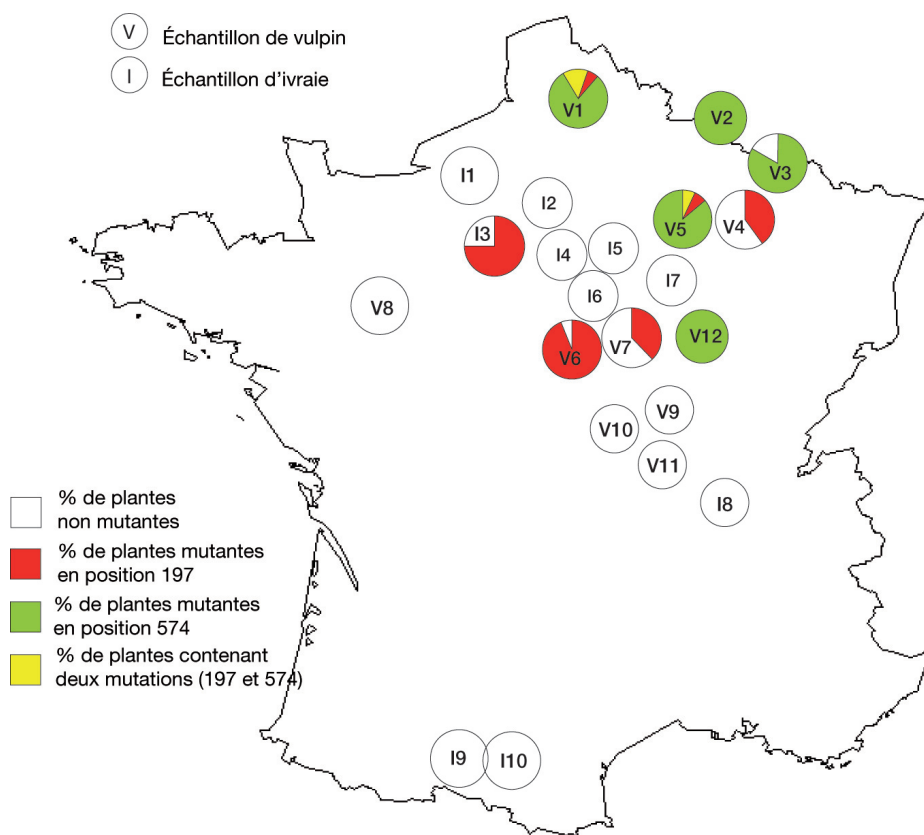 V Échantillon de vulpin
I Échantillon d'ivraie
V1
V2
V3
I1
I2
V5
V4
I3
I4
I5
I7
I6
V8
V6
V7
V12
V9
V10
V11
I8
% de plantes
non mutantes
% de plantes mutantes
en position 197
% de plantes mutantes
en position 574
% de plantes contenant
deux mutations (197 et 574)
I9
I10